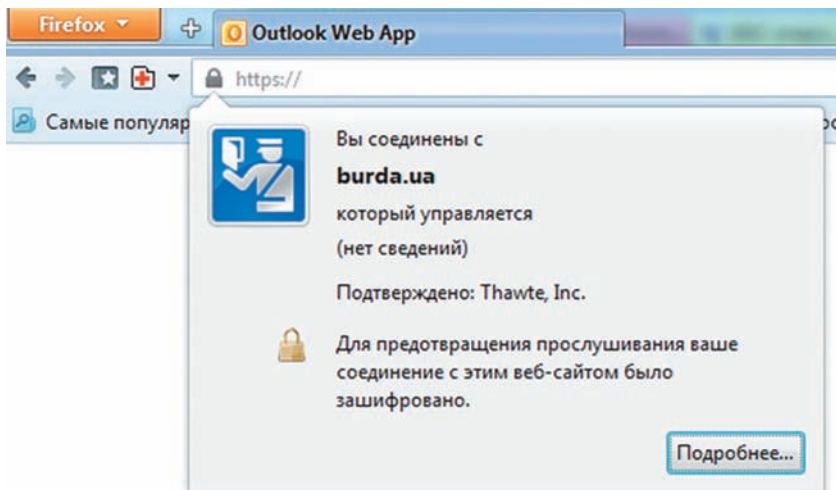 Firefox
Outlook Web App
https://
Самые популяр
Вы соединены с
burda.ua
который управляется
(нет сведений)
Подтверждено: Thawte, Inc.
Для предотвращения прослушивания ваше
соединение с этим веб-сайтом было
зашифровано.
Подробнее...